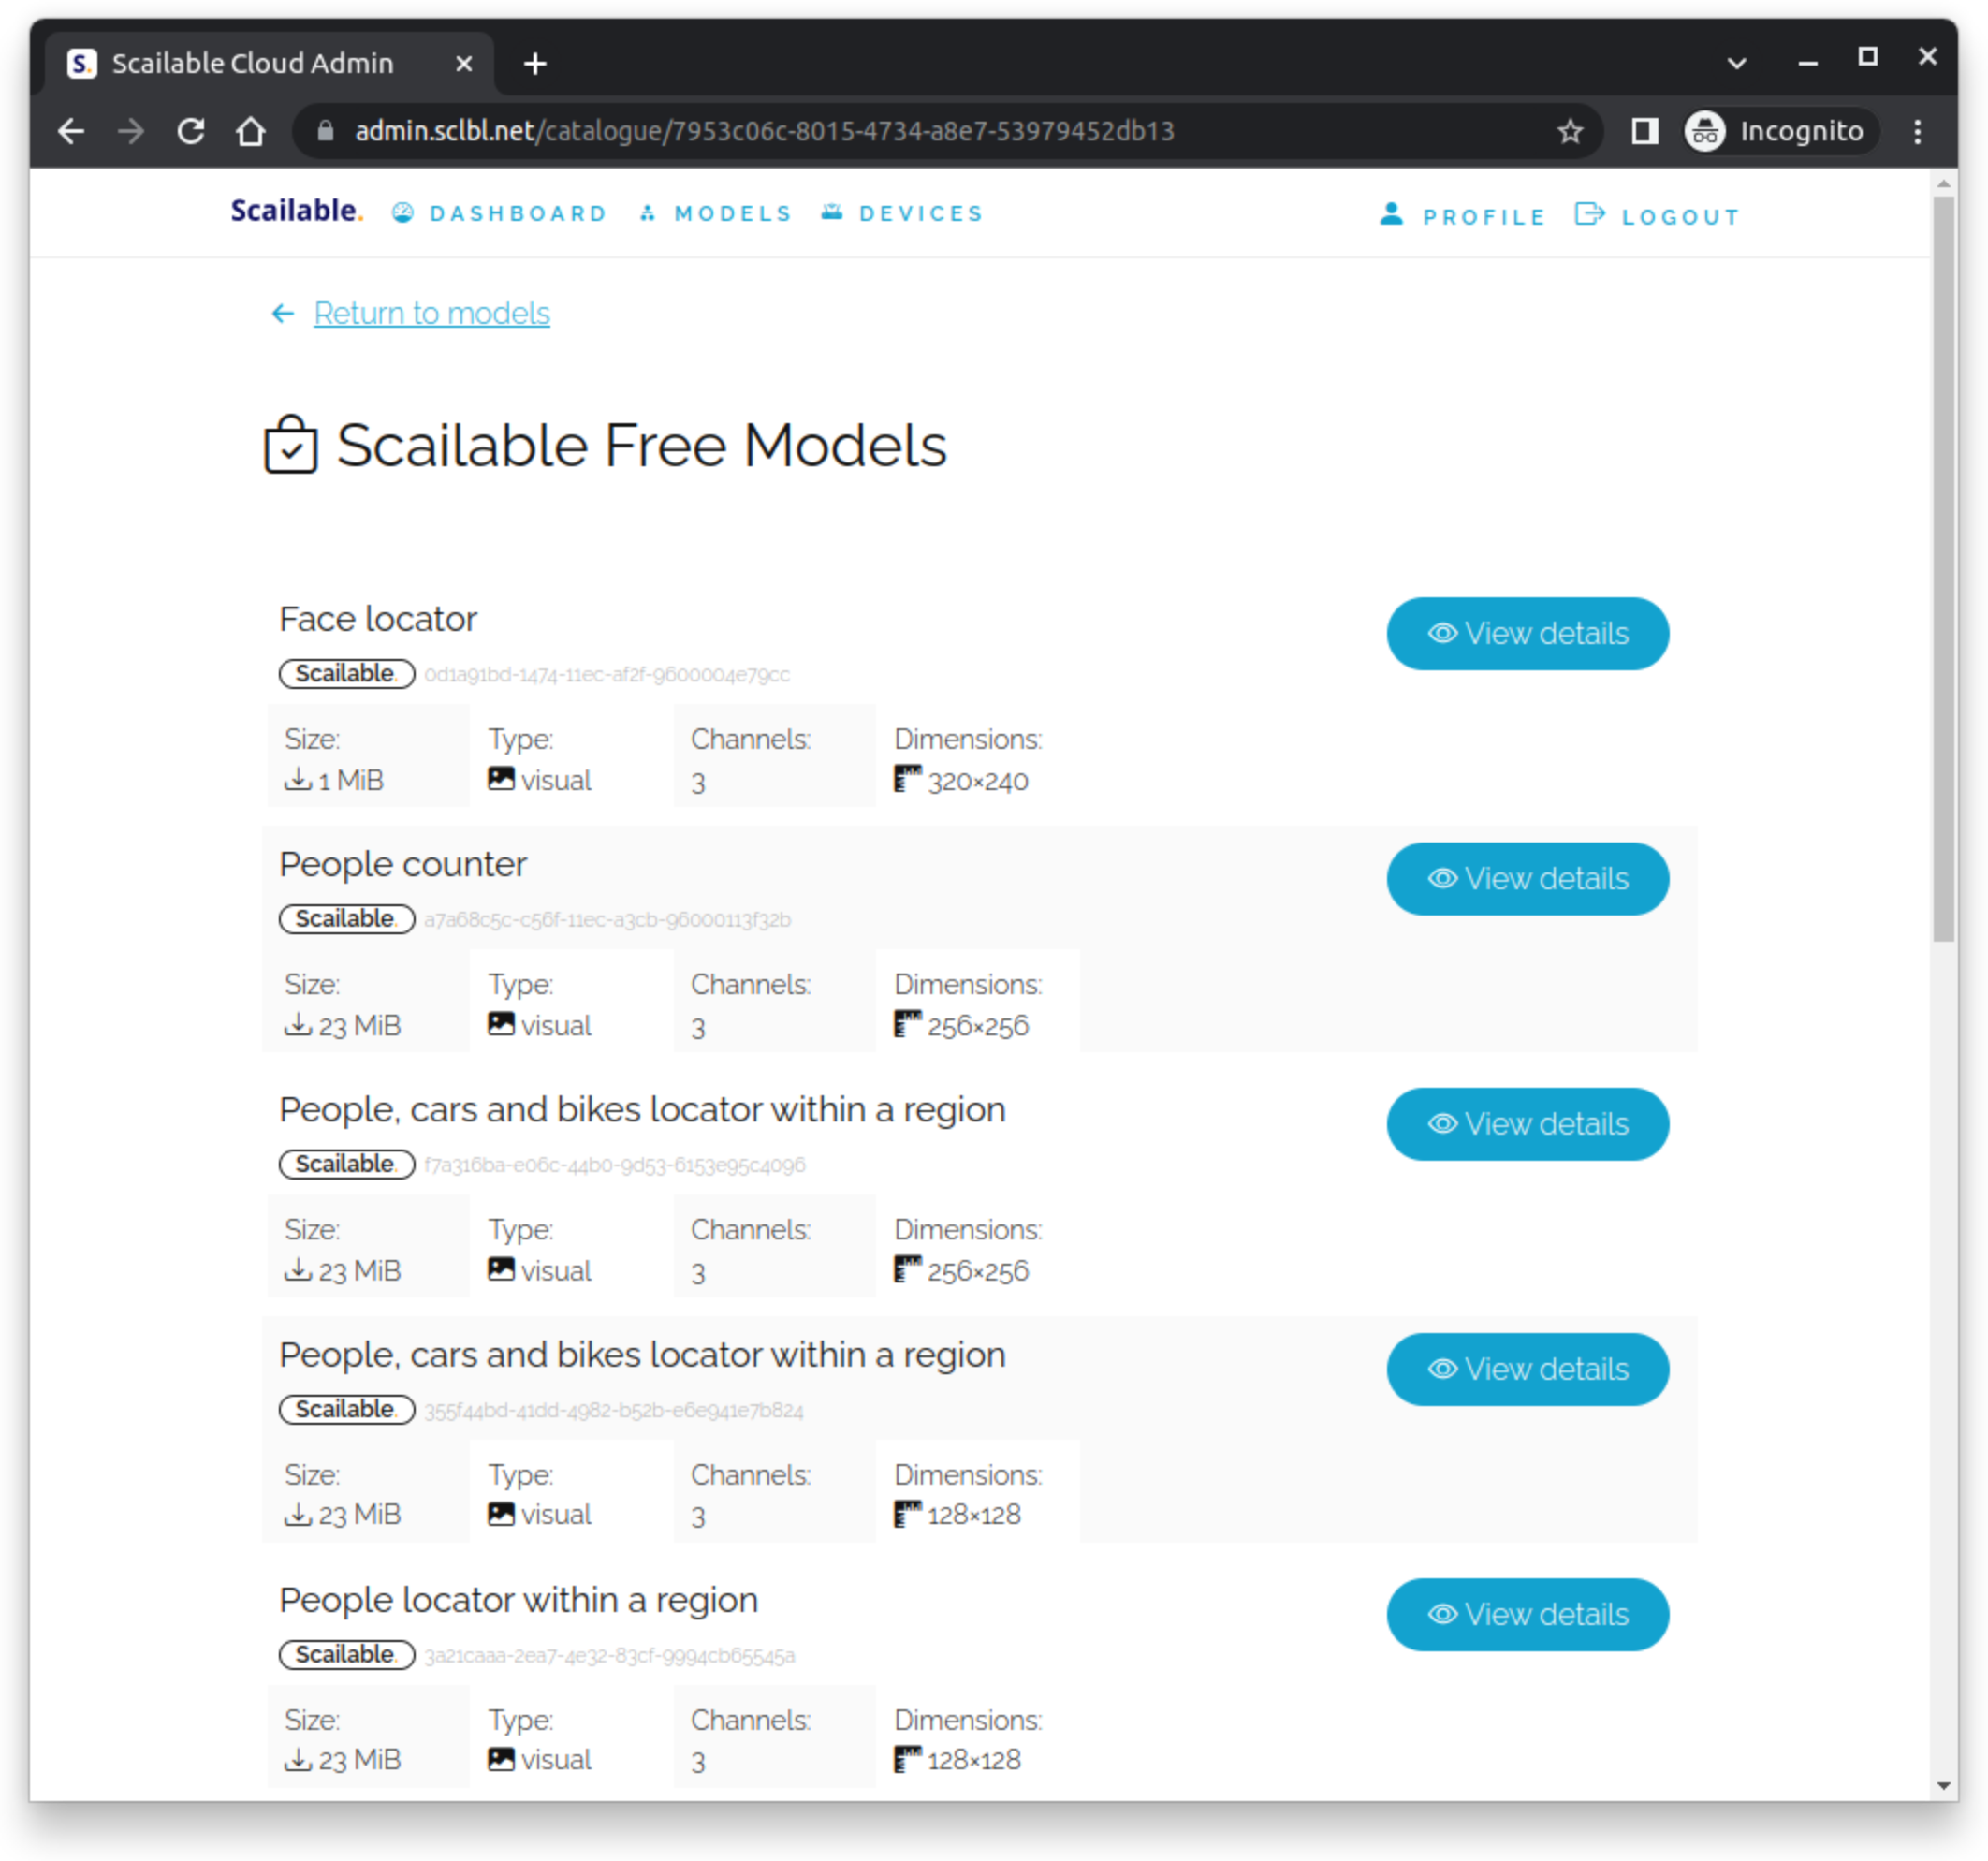 S. Scailable Cloud Admin
admin.sclbl.net/catalogue/7953c06c-8015-4734-a8e7-53979452db13
Incognito
Scailable. DASHBOARD MODELS DEVICES PROFILE LOGOUT
Return to models
Scailable Free Models
Face locator
View details
Scailable. 0d1a91bd-1474-11ec-af2f-9600004e79cc
Size: Type: Channels: Dimensions:
1 MiB visual 3 320×240
People counter
View details
Scailable. a7a68c5c-c56f-11ec-a3cb-96000113f32b
Size: Type: Channels: Dimensions:
23 MiB visual 3 256×256
People, cars and bikes locator within a region
View details
Scailable. f7a316ba-e06c-44b0-9d53-6153e95c4096
Size: Type: Channels: Dimensions:
23 MiB visual 3 256×256
People, cars and bikes locator within a region
View details
Scailable. 355f44bd-41dd-4982-b52b-e6e941e7b824
Size: Type: Channels: Dimensions:
23 MiB visual 3 128×128
People locator within a region
View details
Scailable. 3a21caaa-2ea7-4e32-83cf-9994cb65545a
Size: Type: Channels: Dimensions:
23 MiB visual 3 128×128